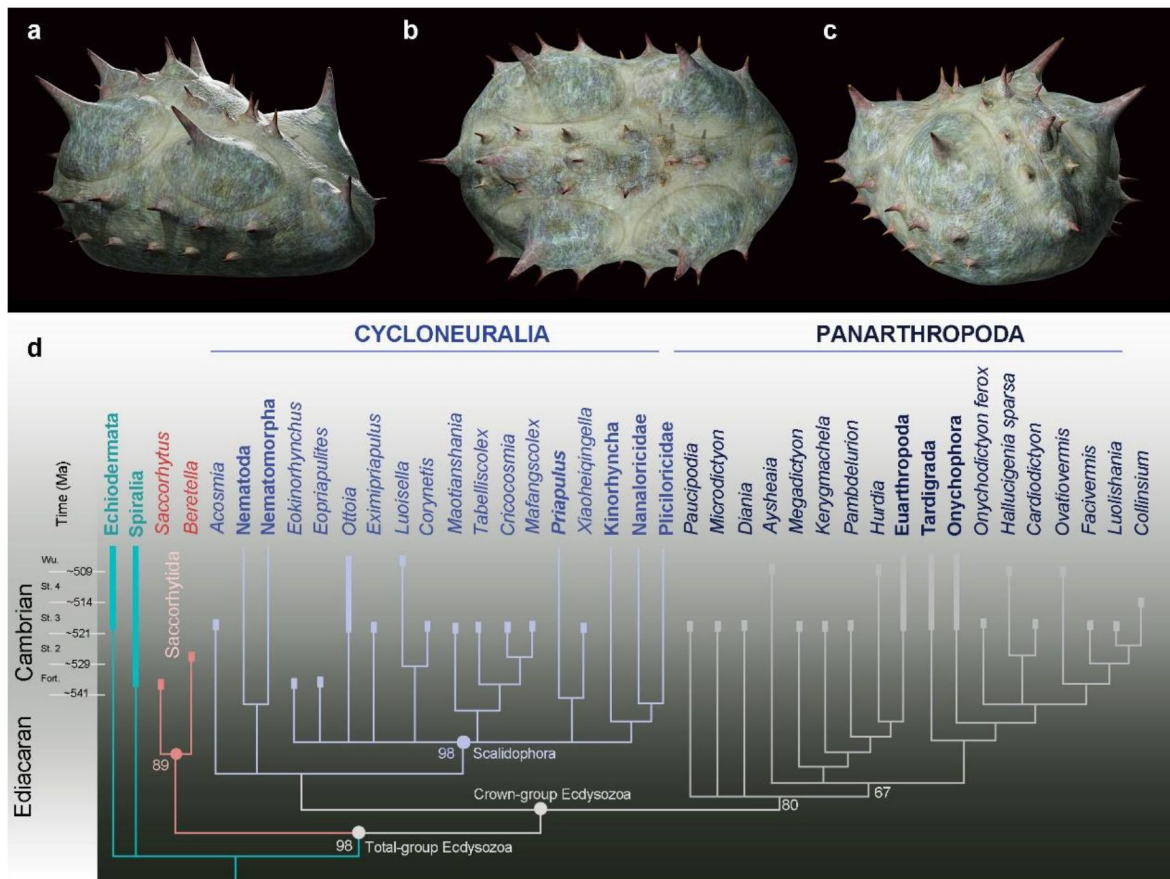 a
b
c
d
CYCLONEURALIA
PANARTHROPODA
Time (Ma)
Echiodermata
Spiralia
Saccorhytus
Beretella
Acosmia
Nematoda
Nematomorpha
Eokinorhynchus
Eopriapulites
Ottoia
Eximipriapulus
Luoisella
Corynetis
Maotianshania
Tabelliscolex
Cricocosmia
Mafangscolex
Priapulus
Xiaoheiqingella
Kinorhyncha
Nanaloricidae
Pliciloricidae
Paucipodia
Microdictyon
Diania
Aysheaia
Megadictyon
Kerygmachela
Pambdelurion
Hurdia
Euarthropoda
Tardigrada
Onychophora
Onychodictyon ferox
Hallucigenia sparsa
Cardiodictyon
Ovatiovermis
Facivermis
Luolishania
Collinsium
Cambrian
Ediacaran
Wu.
~509
St. 4
~514
St. 3
~521
St. 2
~529
Fort.
~541
Saccorhytida
89
98
Scalidophora
Crown-group Ecdysozoa
80
67
98
Total-group Ecdysozoa